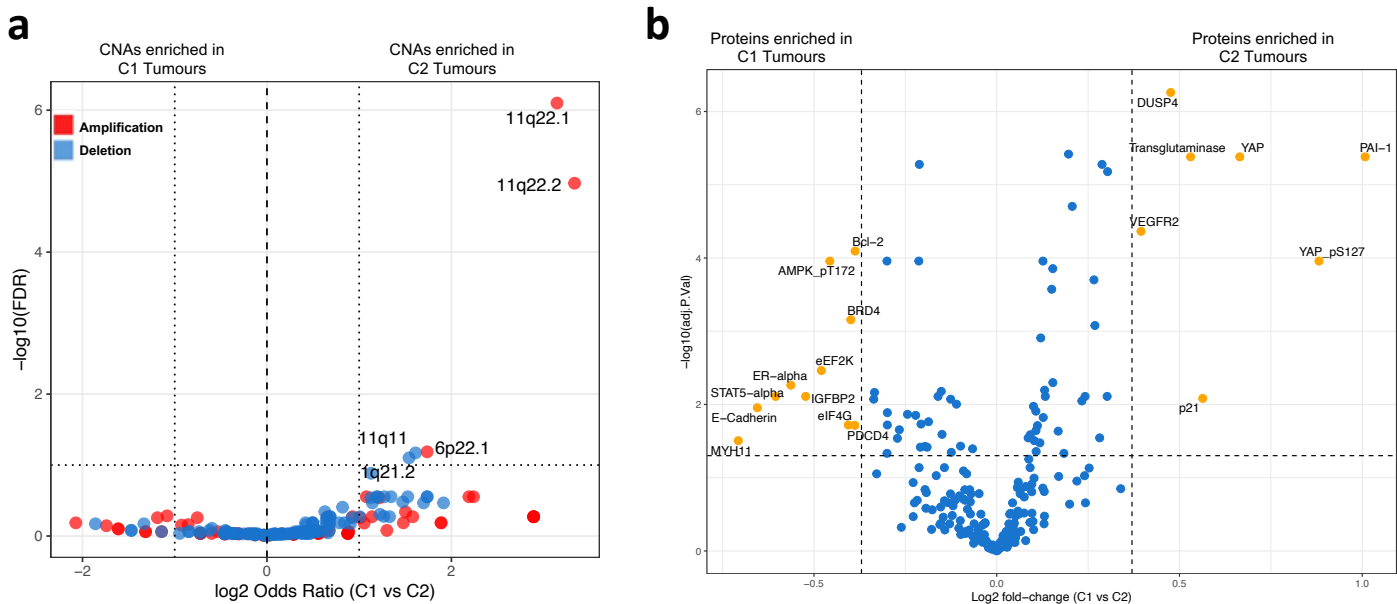 a
CNAs enriched in
C1 Tumours
CNAs enriched in
C2 Tumours
6
4
2
0
−log10(FDR)
Amplification
Deletion
11q22.1
11q22.2
11q11
6p22.1
1q21.2
−2
0
2
log2 Odds Ratio (C1 vs C2)
b
Proteins enriched in
C1 Tumours
Proteins enriched in
C2 Tumours
6
4
2
0
−log10(adj.P.Val)
DUSP4
Transglutaminase
YAP
PAI−1
VEGFR2
YAP_pS127
Bcl−2
AMPK_pT172
BRD4
eEF2K
ER−alpha
STAT5−alpha
IGFBP2
E−Cadherin
eIF4G
PDCD4
MYH11
p21
−0.5
0.0
0.5
1.0
Log2 fold−change (C1 vs C2)